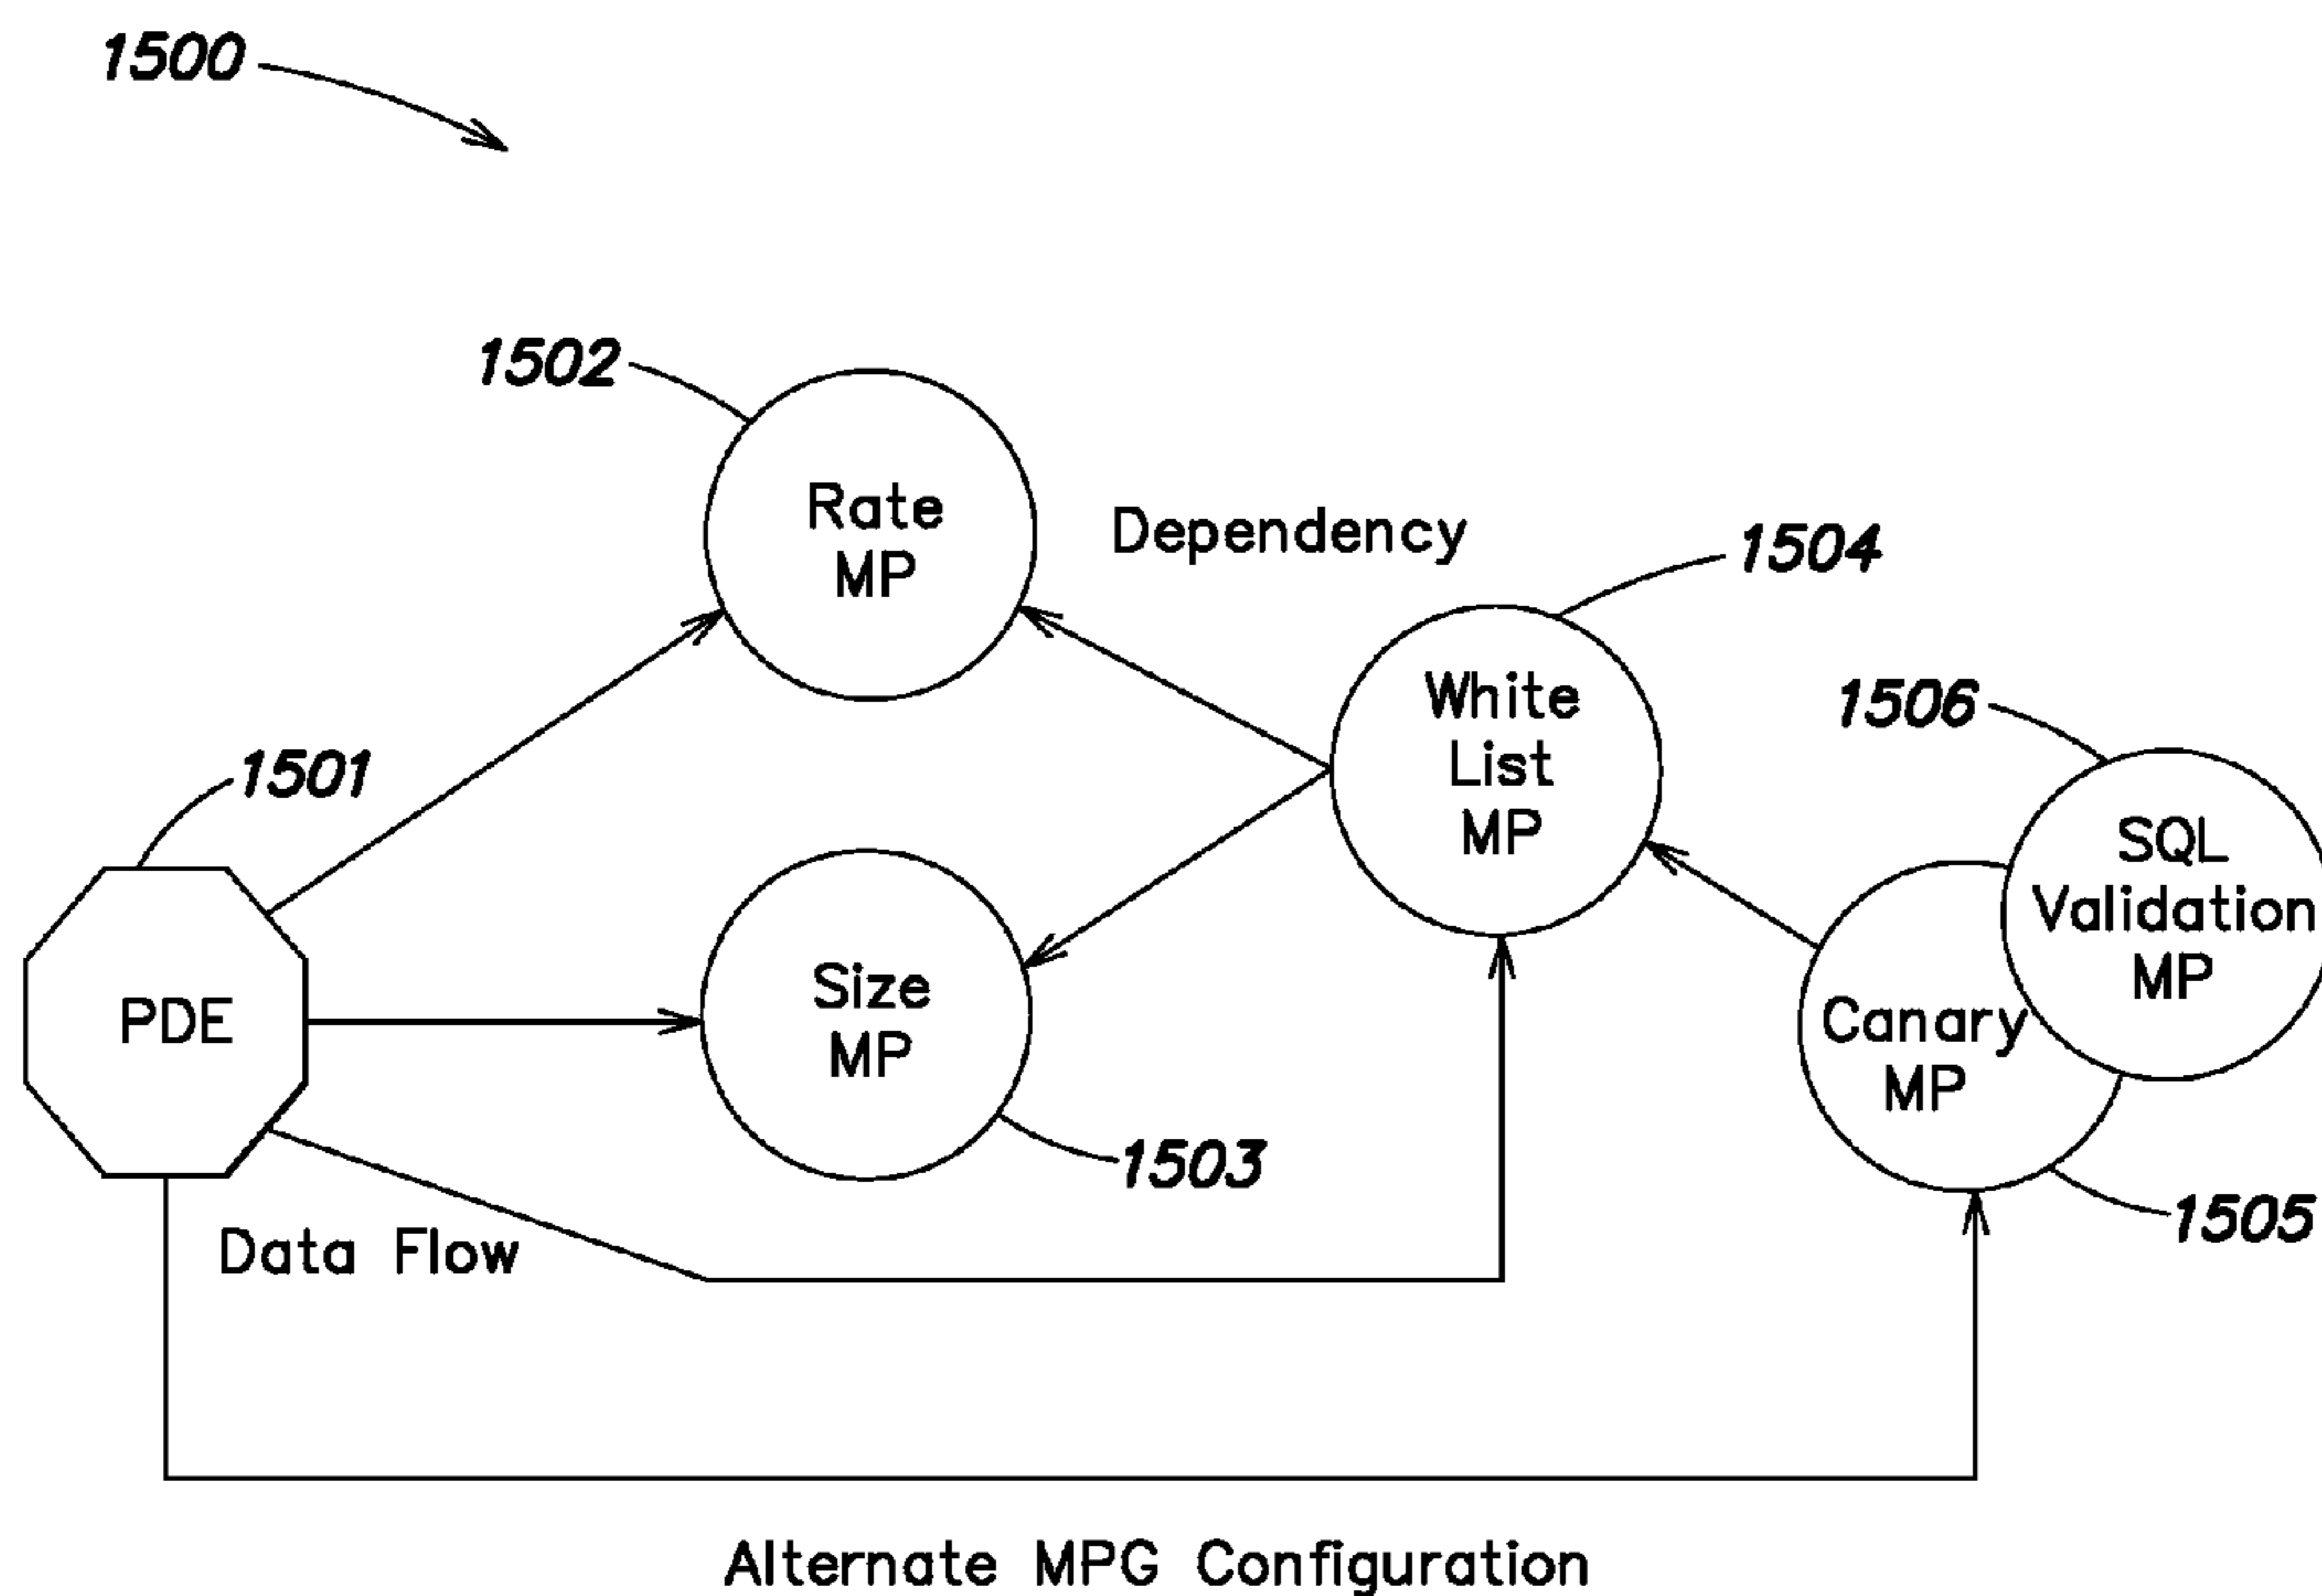 1500
1502
Rate
MP
Dependency
1504
White
List
MP
1506
1501
SQL
Validation
MP
Size
MP
PDE
Canary
MP
1503
1505
Data Flow
Alternate MPG Configuration